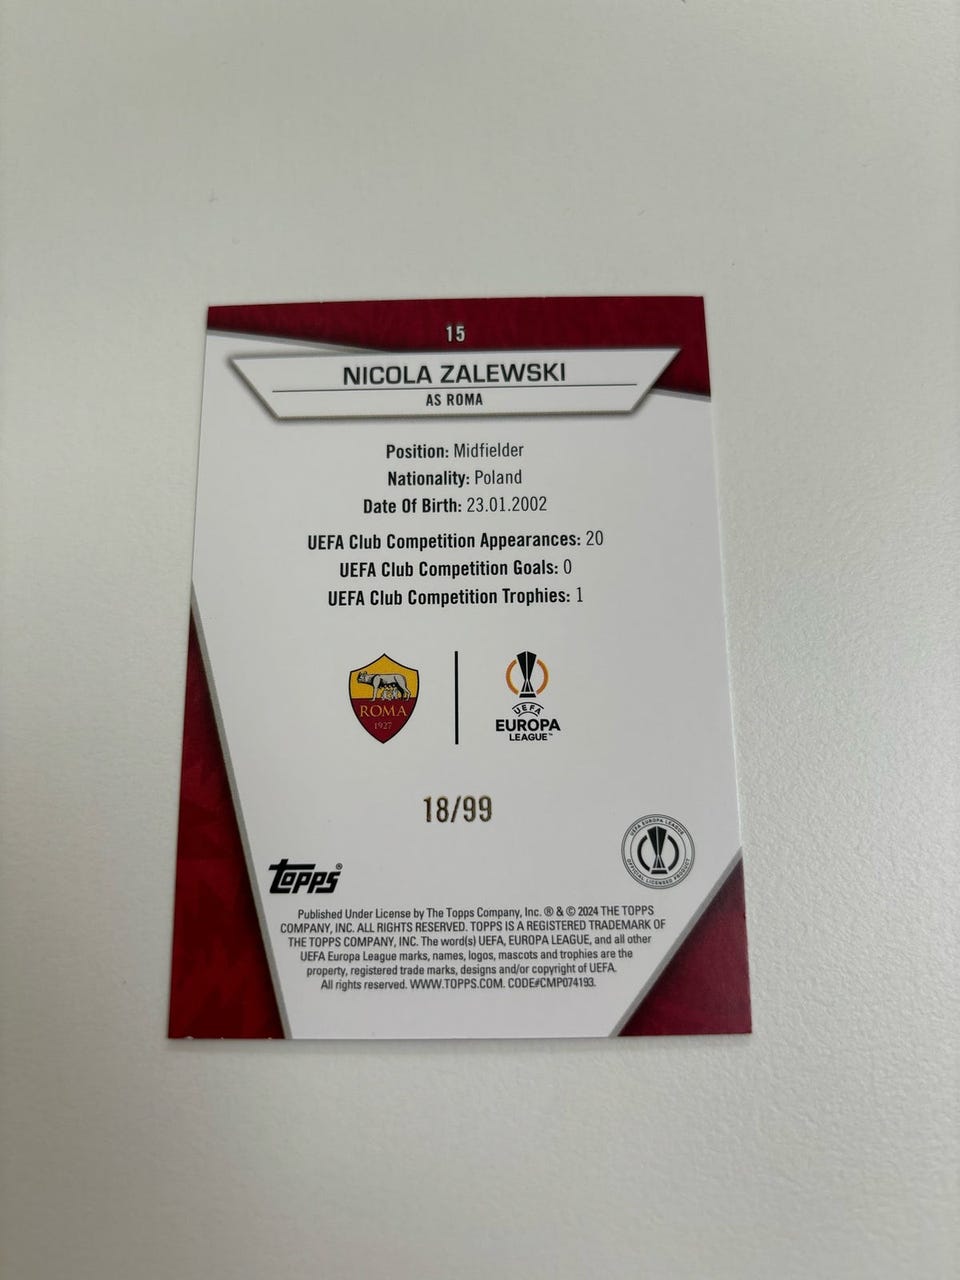 15
NICOLA ZALEWSKI
AS ROMA
Position: Midfielder
Nationality: Poland
Date Of Birth: 23.01.2002
UEFA Club Competition Appearances: 20
UEFA Club Competition Goals: 0
UEFA Club Competition Trophies: 1
ROMA
1927
UEFA
EUROPA
LEAGUE™
18/99
UEFA EUROPA LEAGUE
OFFICIAL LICENSED PRODUCT
Topps®
Published Under License by The Topps Company, Inc. ® & © 2024 THE TOPPS
COMPANY, INC. ALL RIGHTS RESERVED. TOPPS IS A REGISTERED TRADEMARK OF
THE TOPPS COMPANY, INC. The word(s) UEFA, EUROPA LEAGUE, and all other
UEFA Europa League marks, names, logos, mascots and trophies are the
property, registered trade marks, designs and/or copyright of UEFA.
All rights reserved. WWW.TOPPS.COM. CODE#CMP074193.